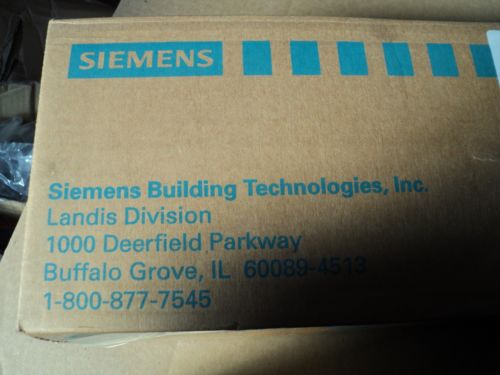 SIEMENS
Siemens Building Technologies, Inc.
Landis Division
1000 Deerfield Parkway
Buffalo Grove, IL 60089-4513
1-800-877-7545